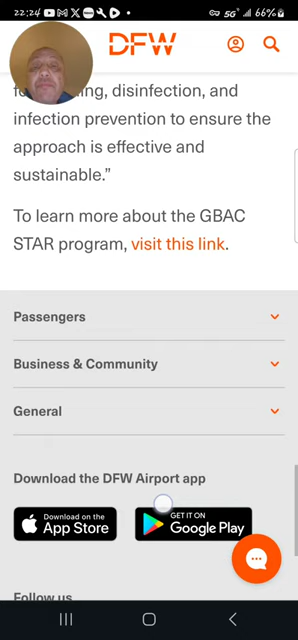 22:24
5G
66%
DFW
ing, disinfection, and
infection prevention to ensure the
approach is effective and
sustainable.”
To learn more about the GBAC
STAR program, visit this link.
Passengers
Business & Community
General
Download the DFW Airport app
Download on the
App Store
GET IT ON
Google Play
Follow us